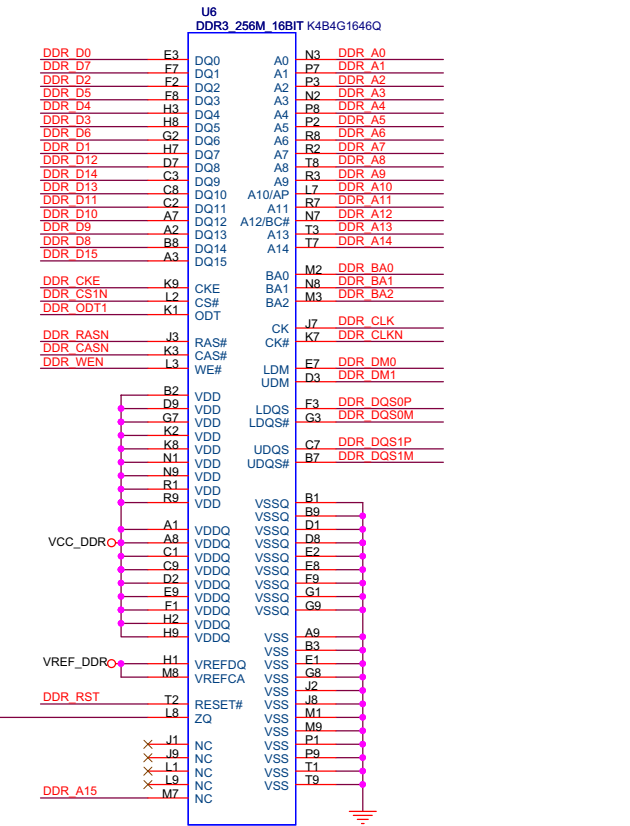 U6
DDR3_256M_16BIT K4B4G1646Q
DDR_D0 E3 DQ0 A0 N3 DDR_A0
DDR_D7 F7 DQ1 A1 P7 DDR_A1
DDR_D2 F2 DQ2 A2 P3 DDR_A2
DDR_D5 F8 DQ3 A3 N2 DDR_A3
DDR_D4 H3 DQ4 A4 P8 DDR_A4
DDR_D3 H8 DQ5 A5 P2 DDR_A5
DDR_D6 G2 DQ6 A6 R8 DDR_A6
DDR_D1 H7 DQ7 A7 R2 DDR_A7
DDR_D12 D7 DQ8 A8 T8 DDR_A8
DDR_D14 C3 DQ9 A9 R3 DDR_A9
DDR_D13 C8 DQ10 A10/AP L7 DDR_A10
DDR_D11 C2 DQ11 A11 R7 DDR_A11
DDR_D10 A7 DQ12 A12/BC# N7 DDR_A12
DDR_D9 A2 DQ13 A13 T3 DDR_A13
DDR_D8 B8 DQ14 A14 T7 DDR_A14
DDR_D15 A3 DQ15
BA0 M2 DDR_BA0
DDR_CKE K9 CKE BA1 N8 DDR_BA1
DDR_CS1N L2 CS# BA2 M3 DDR_BA2
DDR_ODT1 K1 ODT
CK J7 DDR_CLK
DDR_RASN J3 RAS# CK# K7 DDR_CLKN
DDR_CASN K3 CAS#
DDR_WEN L3 WE# LDM E7 DDR_DM0
UDM D3 DDR_DM1
B2 VDD
D9 VDD LDQS F3 DDR_DQS0P
G7 VDD LDQS# G3 DDR_DQS0M
K2 VDD
K8 VDD UDQS C7 DDR_DQS1P
N1 VDD UDQS# B7 DDR_DQS1M
N9 VDD
R1 VDD
R9 VDD VSSQ B1
VSSQ B9
A1 VDDQ VSSQ D1
VCC_DDR A8 VDDQ VSSQ D8
C1 VDDQ VSSQ E2
C9 VDDQ VSSQ E8
D2 VDDQ VSSQ F9
E9 VDDQ VSSQ G1
F1 VDDQ VSSQ G9
H2 VDDQ
H9 VDDQ VSS A9
VSS B3
VREF_DDR H1 VREFDQ VSS E1
M8 VREFCA VSS G8
VSS J2
DDR_RST T2 RESET# VSS J8
L8 ZQ VSS M1
VSS M9
J1 NC VSS P1
J9 NC VSS P9
L1 NC VSS T1
L9 NC VSS T9
DDR_A15 M7 NC